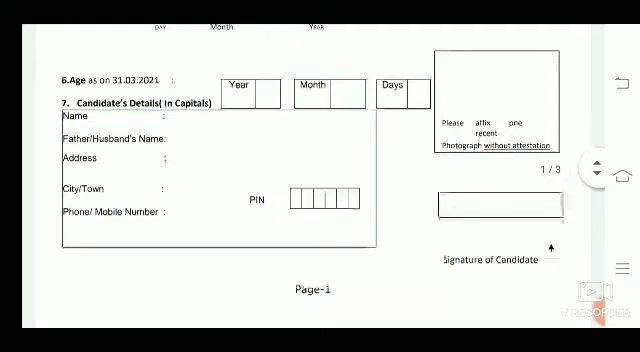 DAY Month YEAR
6.Age as on 31.03.2021 :
Year Month Days
7. Candidate's Details( In Capitals)
Name :
Father/Husband's Name:
Address :
City/Town :
PIN
Phone/ Mobile Number :
Please affix one
recent
Photograph without attestation
1 / 3
Signature of Candidate
Page-1
V RECORDER